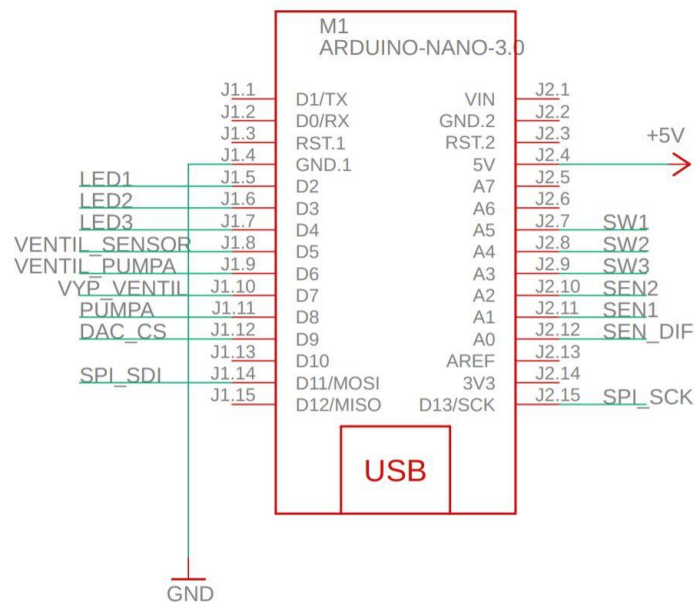 M1
ARDUINO-NANO-3.0
J1.1 D1/TX VIN J2.1
J1.2 D0/RX GND.2 J2.2
J1.3 RST.1 RST.2 J2.3 +5V
J1.4 GND.1 5V J2.4
LED1 J1.5 D2 A7 J2.5
LED2 J1.6 D3 A6 J2.6
LED3 J1.7 D4 A5 J2.7 SW1
VENTIL_SENSOR J1.8 D5 A4 J2.8 SW2
VENTIL_PUMPA J1.9 D6 A3 J2.9 SW3
VYP_VENTIL J1.10 D7 A2 J2.10 SEN2
PUMPA J1.11 D8 A1 J2.11 SEN1
DAC_CS J1.12 D9 A0 J2.12 SEN_DIF
J1.13 D10 AREF J2.13
SPI_SDI J1.14 D11/MOSI 3V3 J2.14
J1.15 D12/MISO D13/SCK J2.15 SPI_SCK
USB
GND